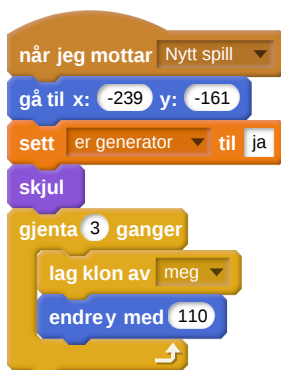 når jeg mottar Nytt spill
gå til x: -239 y: -161
sett er generator til ja
skjul
gjenta 3 ganger
lag klon av meg
endre y med 110